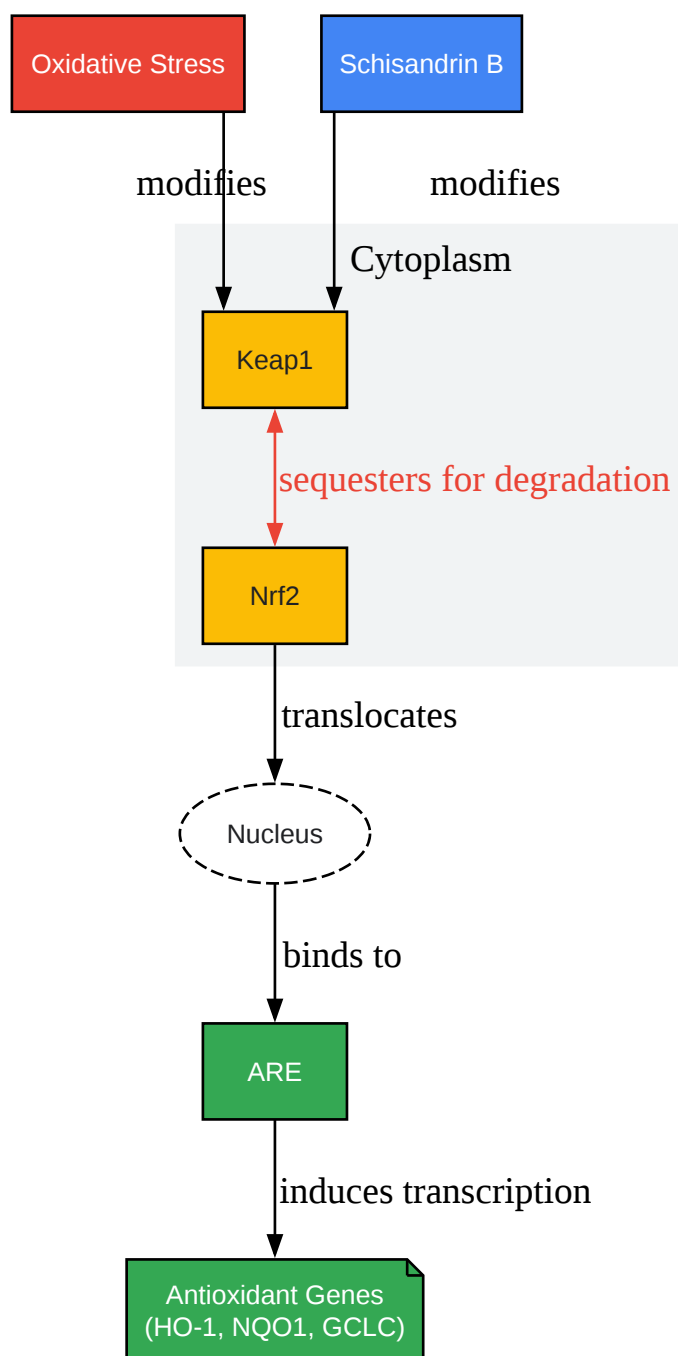 Oxidative Stress
Schisandrin B
modifies
modifies
Cytoplasm
Keap1
sequesters for degradation
Nrf2
translocates
Nucleus
binds to
ARE
induces transcription
Antioxidant Genes
(HO-1, NQO1, GCLC)